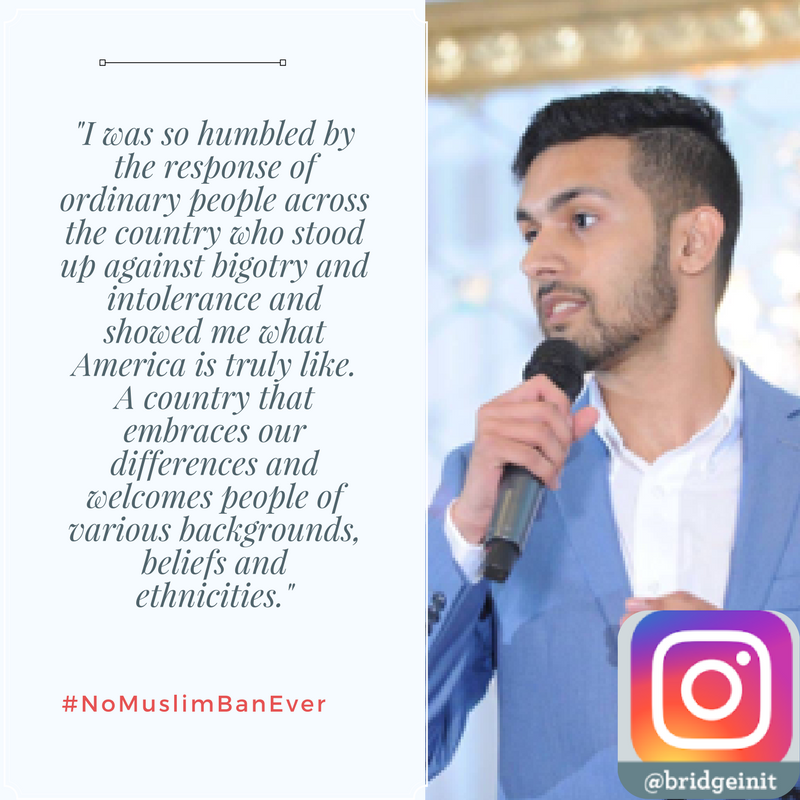 "I was so humbled by
the response of
ordinary people across
the country who stood
up against bigotry and
intolerance and
showed me what
America is truly like.
A country that
embraces our
differences and
welcomes people of
various backgrounds,
beliefs and
ethnicities."
#NoMuslimBanEver
@bridgeinit